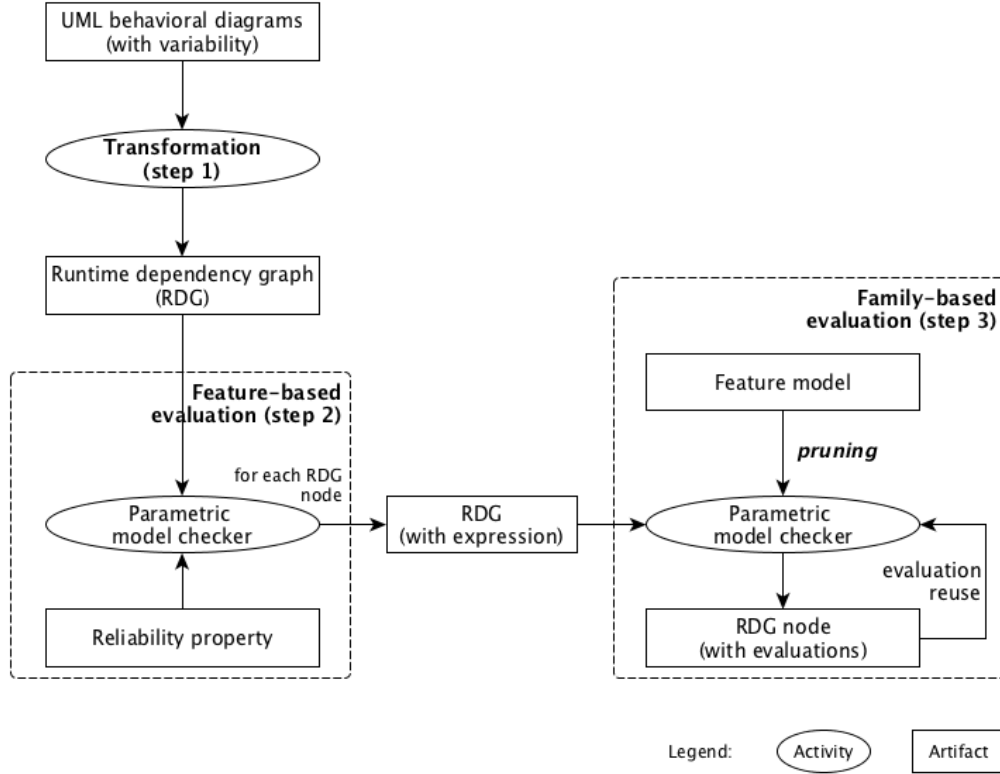 UML behavioral diagrams
(with variability)
Transformation
(step 1)
Runtime dependency graph
(RDG)
Feature-based
evaluation (step 2)
for each RDG
node
Parametric
model checker
Reliability property
RDG
(with expression)
Family-based
evaluation (step 3)
Feature model
pruning
Parametric
model checker
evaluation
reuse
RDG node
(with evaluations)
Legend:
Activity
Artifact